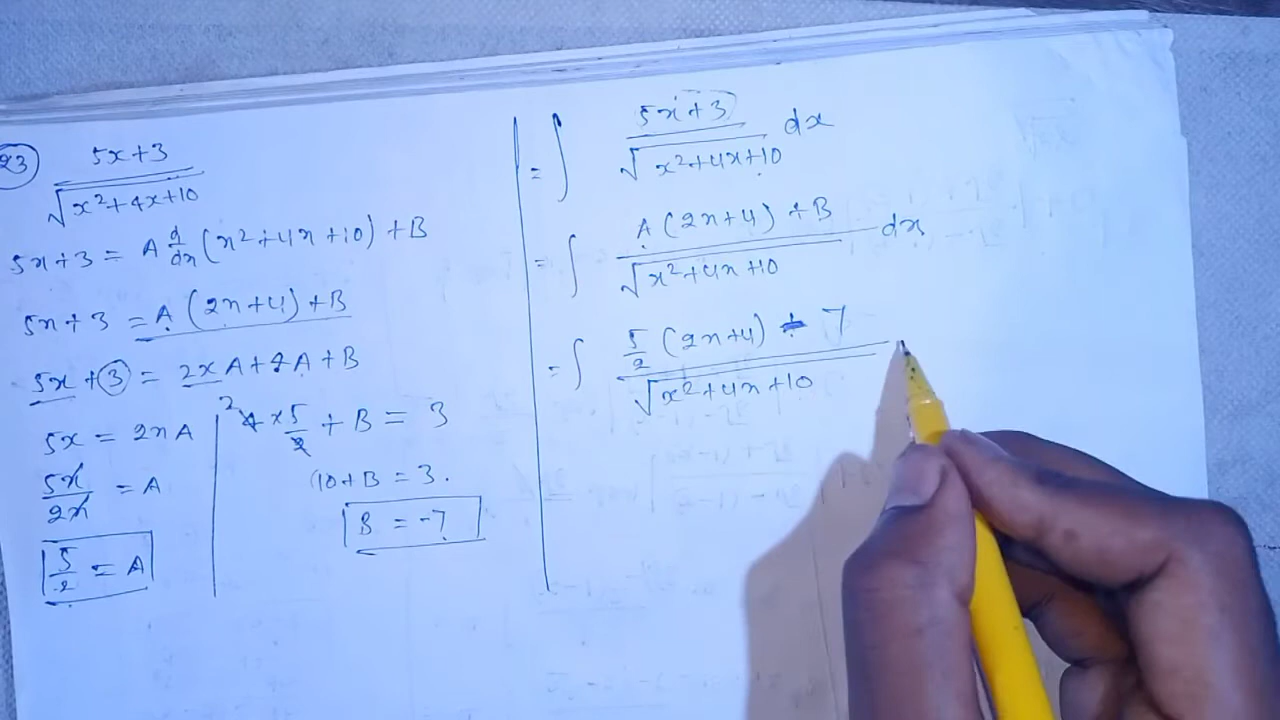 23 5x+3
√x²+4x+10
5x+3 = A d/dx (x²+4x+10) + B
5x+3 = A (2x+4) + B
5x + 3 = 2x A + 4A + B
5x = 2x A
5x/2x = A
5/2 = A
2 4 × 5/2 + B = 3
10 + B = 3.
B = -7
= ∫ 5x+3 / √x²+4x+10 dx
= ∫ A (2x+4) + B / √x²+4x+10 dx
= ∫ 5/2 (2x+4) - 7 / √x²+4x+10